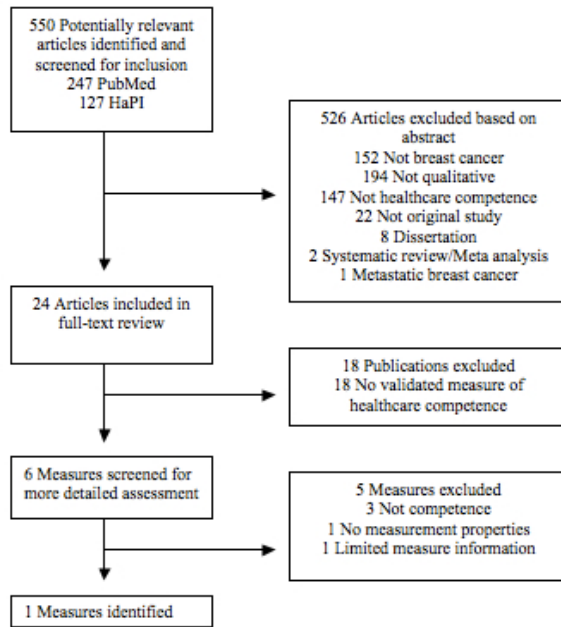 550 Potentially relevant
articles identified and
screened for inclusion
247 PubMed
127 HaPI
526 Articles excluded based on
abstract
152 Not breast cancer
194 Not qualitative
147 Not healthcare competence
22 Not original study
8 Dissertation
2 Systematic review/Meta analysis
1 Metastatic breast cancer
24 Articles included in
full-text review
18 Publications excluded
18 No validated measure of
healthcare competence
6 Measures screened for
more detailed assessment
5 Measures excluded
3 Not competence
1 No measurement properties
1 Limited measure information
1 Measures identified